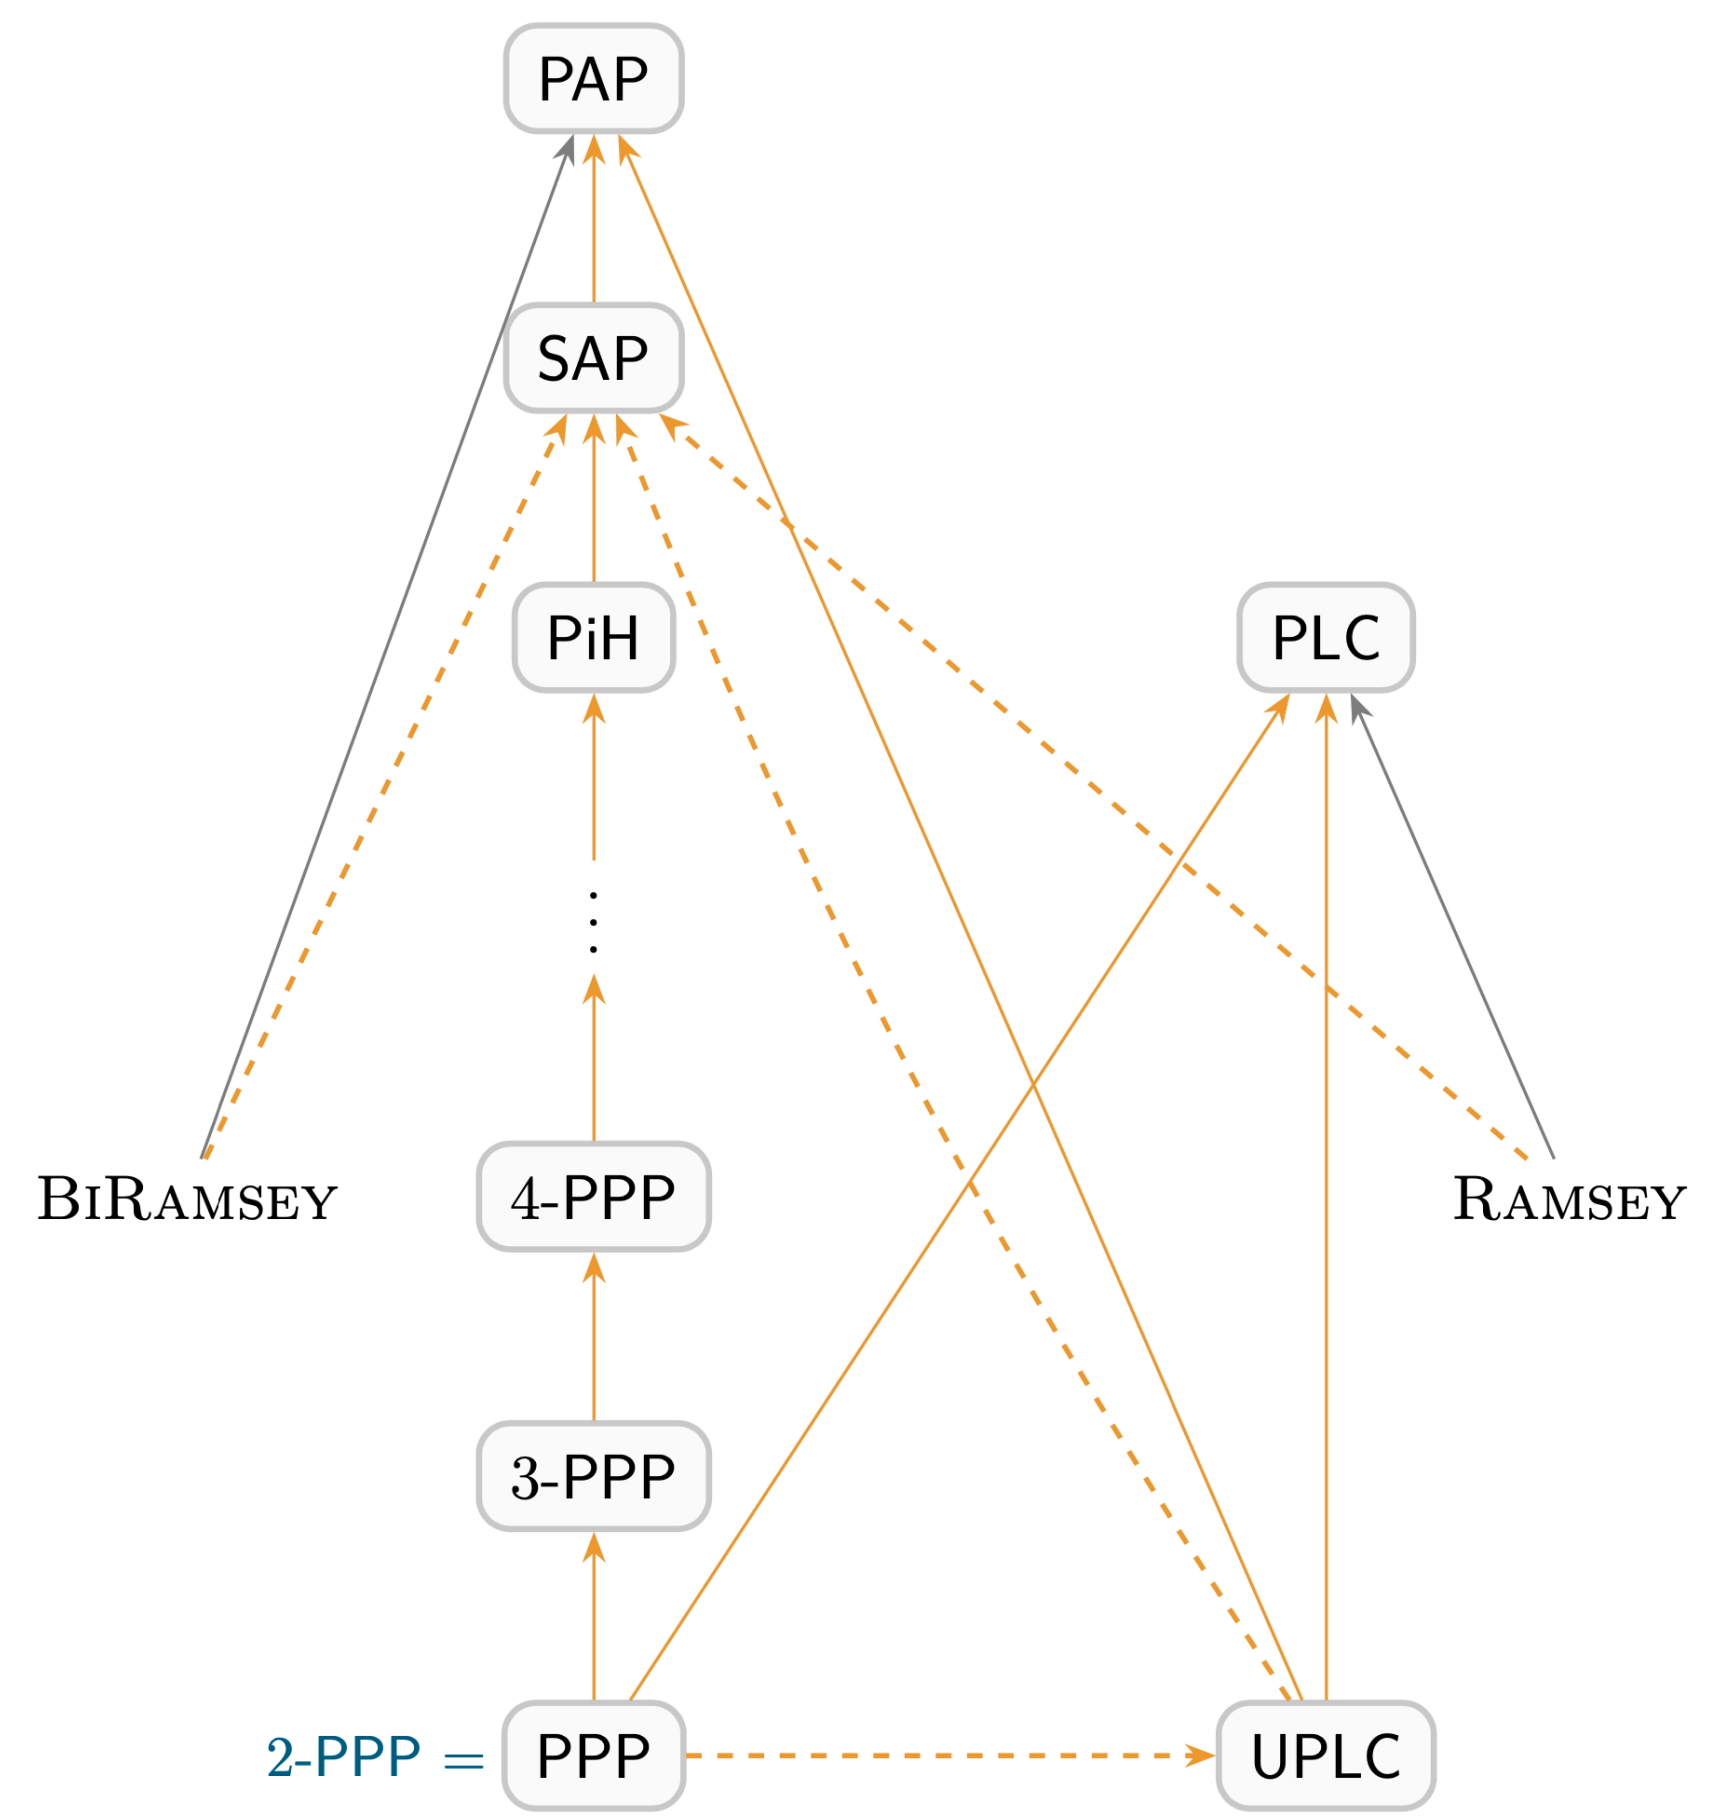 PAP
SAP
PiH
PLC
⋮
BIRAMSEY
4-PPP
RAMSEY
3-PPP
2-PPP = PPP
UPLC